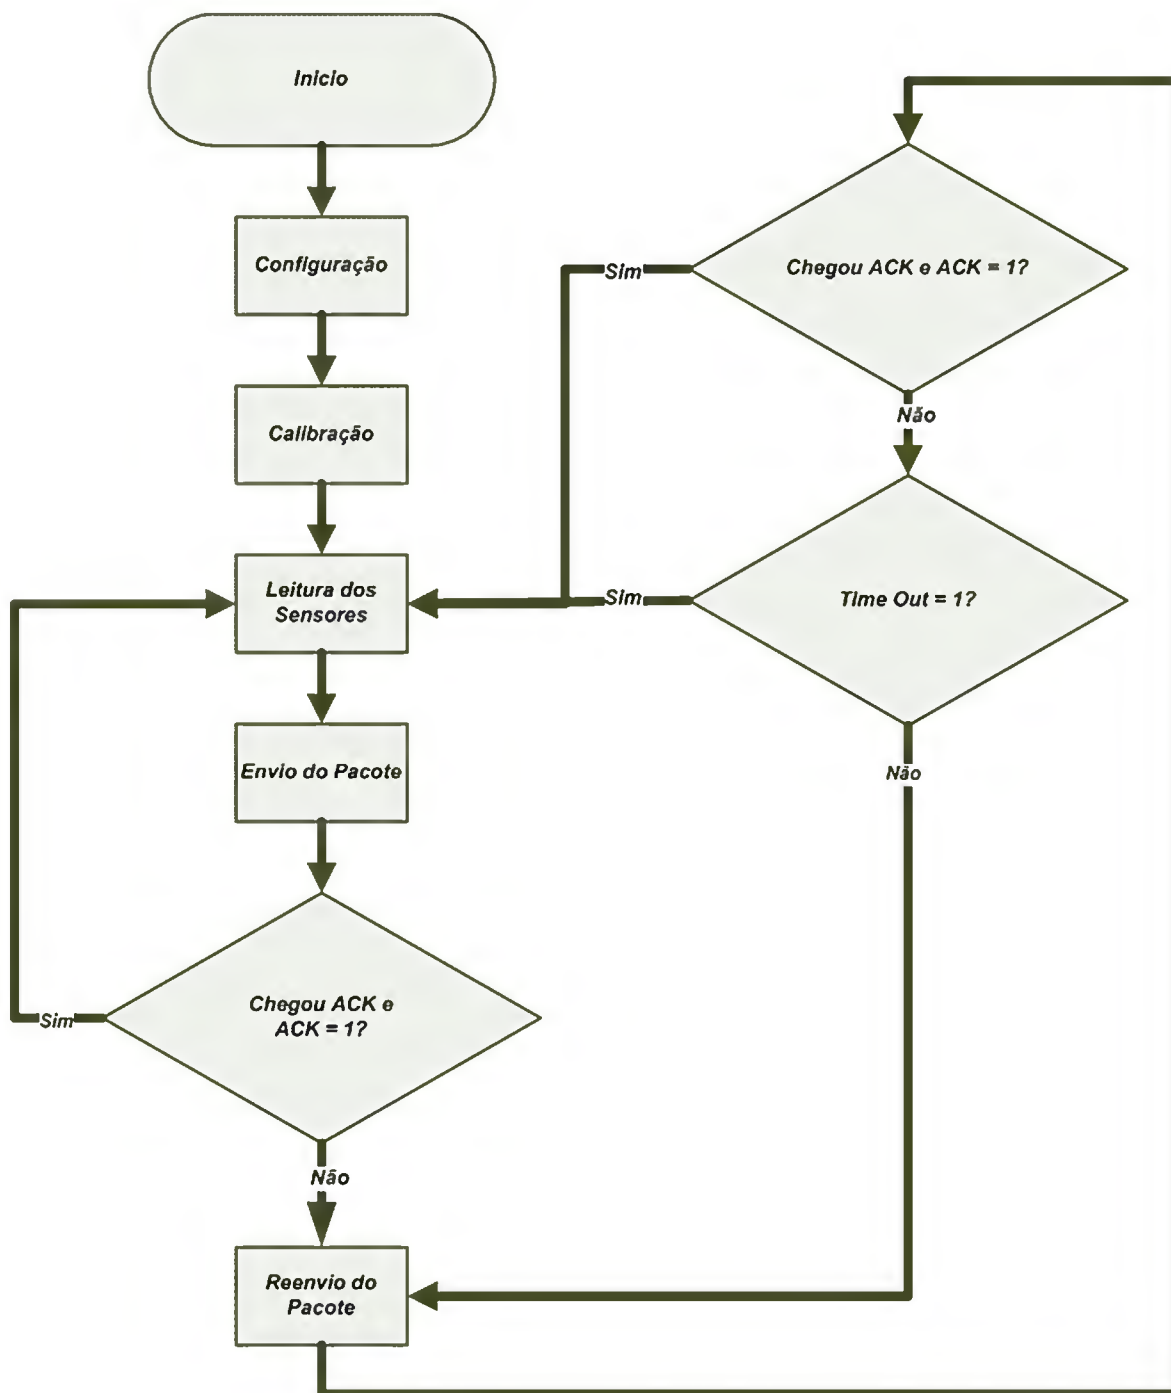 Inicio
Configuração
Calibração
Leitura dos
Sensores
Envio do Pacote
Chegou ACK e
ACK = 1?
Sim
Não
Reenvio do
Pacote
Chegou ACK e ACK = 1?
Sim
Não
Time Out = 1?
Sim
Não